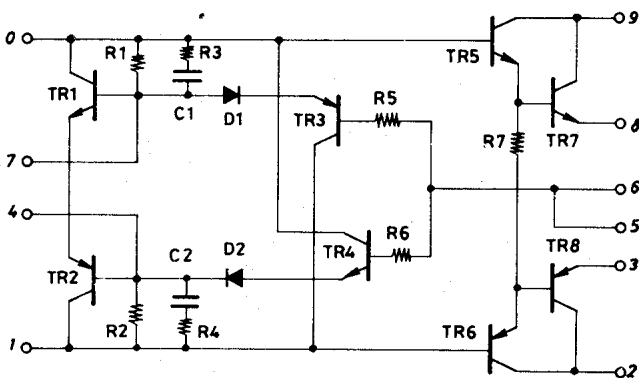 0 R1 R3 TR5 9
TR1 C1 D1 TR3 R5 R7 TR7 8
7 6
4 5
TR2 C2 D2 TR4 R6 TR8 3
R2 R4 TR6
1 2